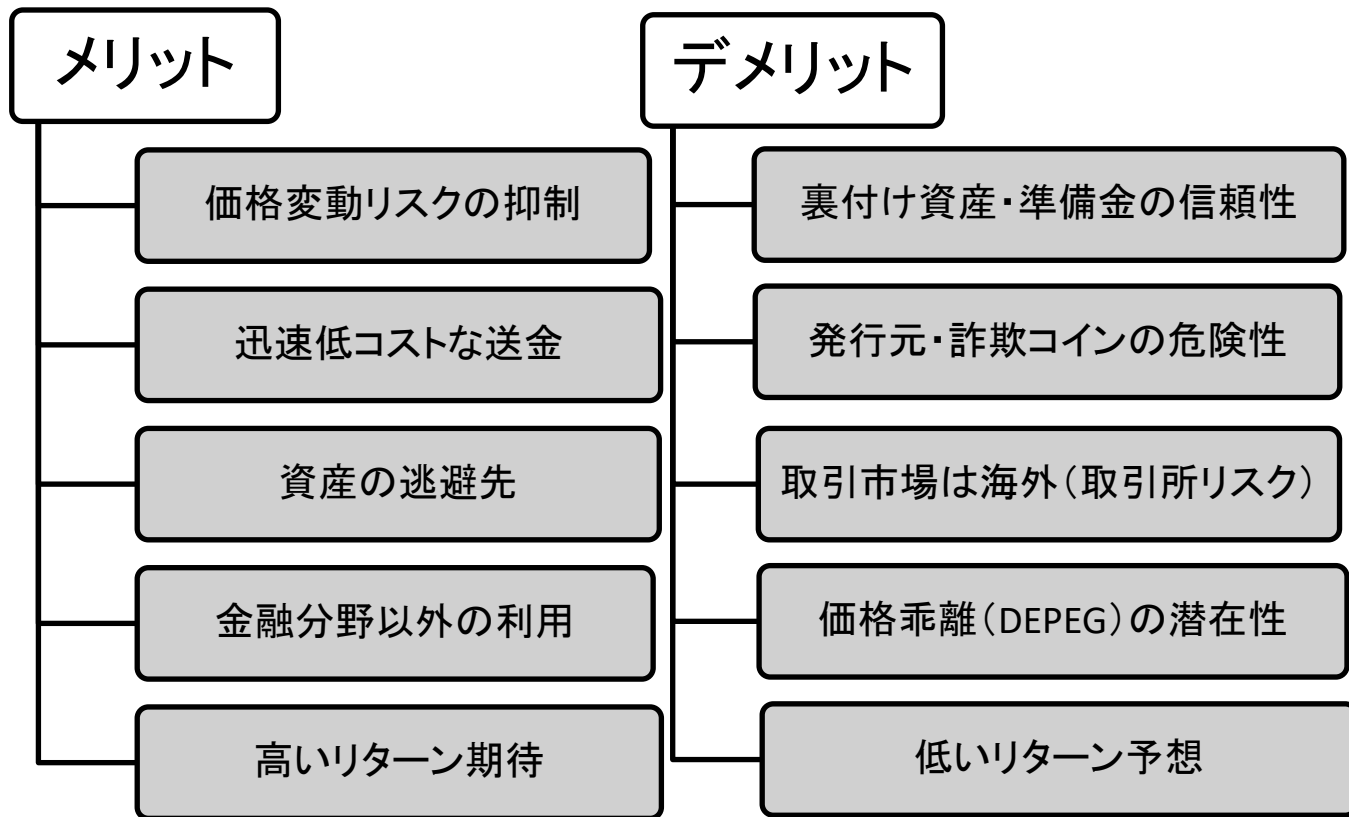 メリット
価格変動リスクの抑制
迅速低コストな送金
資産の逃避先
金融分野以外の利用
高いリターン期待
デメリット
裏付け資産・準備金の信頼性
発行元・詐欺コインの危険性
取引市場は海外（取引所リスク）
価格乖離（DEPEG）の潜在性
低いリターン予想